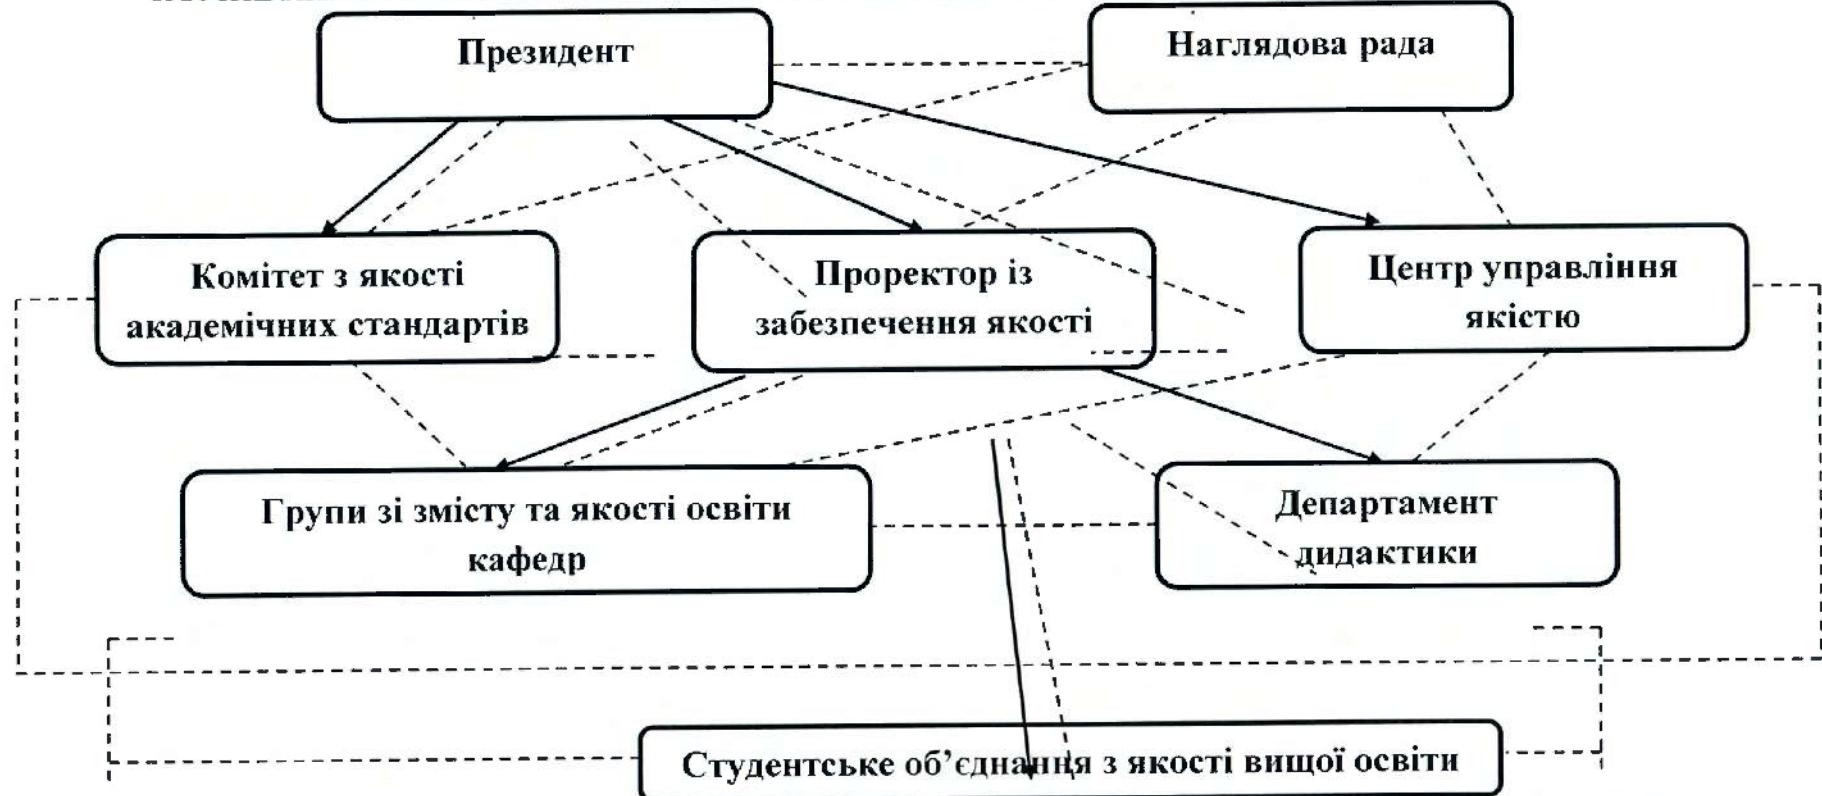 Президент
Наглядова рада
Комітет з якості
академічних стандартів
Проректор із
забезпечення якості
Центр управління
якістю
Групи зі змісту та якості освіти
кафедр
Департамент
дидактики
Студентське об’єднання з якості вищої освіти